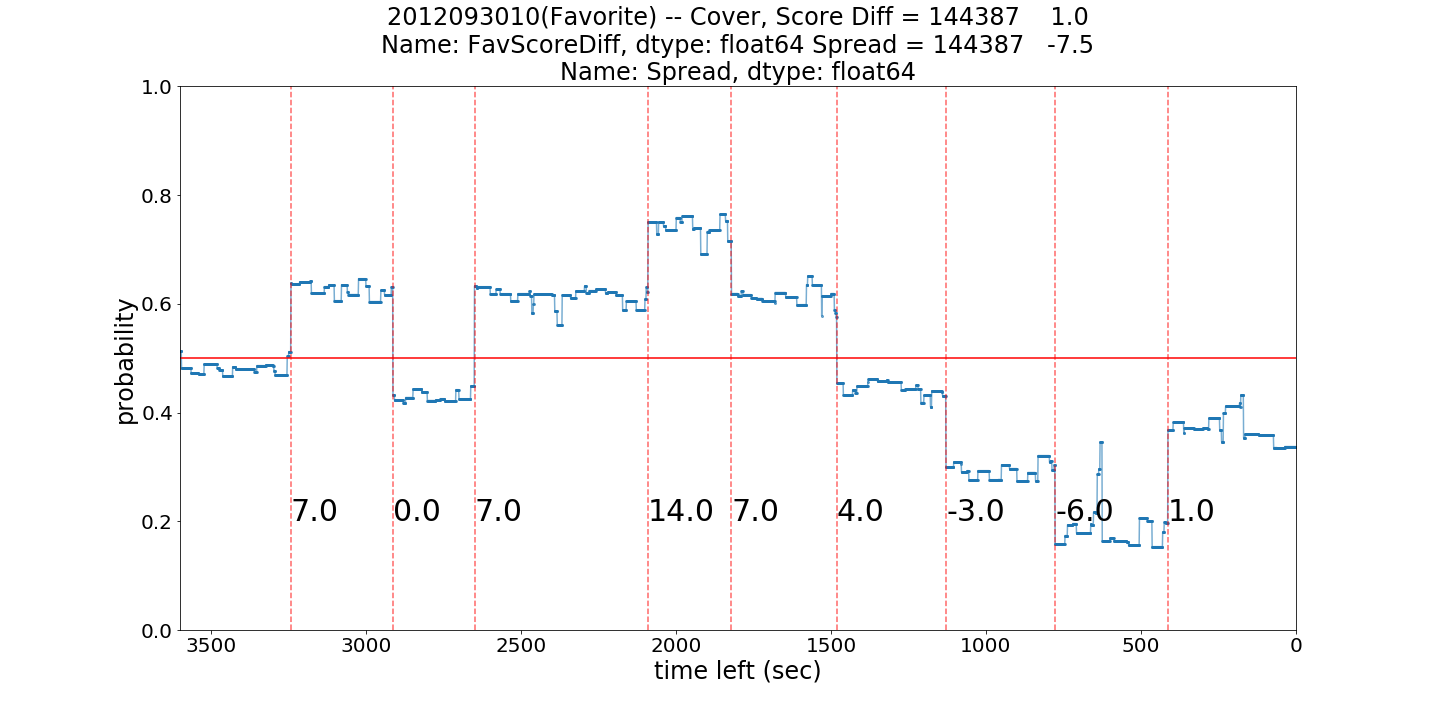 2012093010(Favorite) -- Cover, Score Diff = 144387    1.0
Name: FavScoreDiff, dtype: float64 Spread = 144387   -7.5
Name: Spread, dtype: float64
1.0
0.8
0.6
0.4
0.2
0.0
probability
7.0 0.0 7.0 14.0 7.0 4.0 -3.0 -6.0 1.0
3500 3000 2500 2000 1500 1000 500 0
time left (sec)